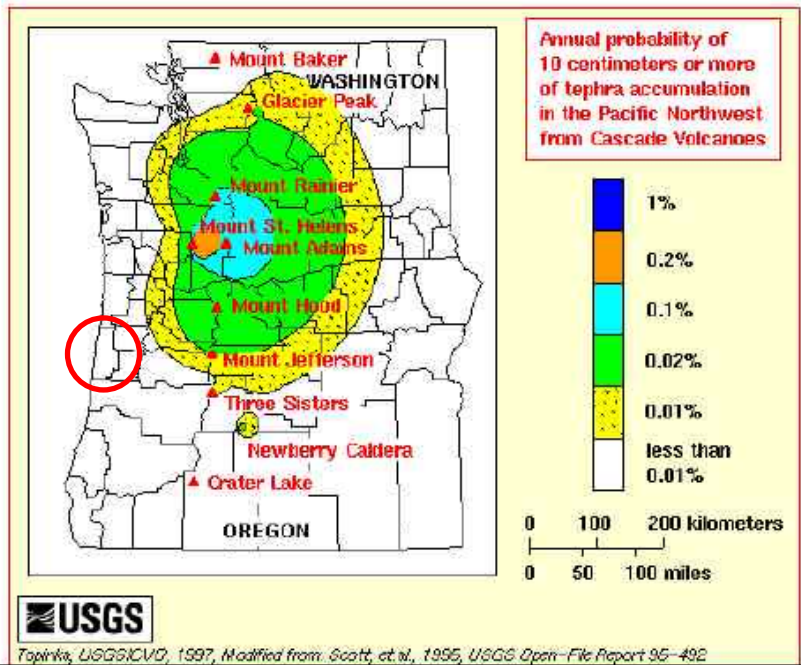 Annual probability of
10 centimeters or more
of tephra accumulation
in the Pacific Northwest
from Cascade Volcanoes
Mount Baker
WASHINGTON
Glacier Peak
Mount Rainier
Mount St. Helens
Mount Adams
Mount Hood
Mount Jefferson
Three Sisters
Newberry Caldera
Crater Lake
OREGON
1%
0.2%
0.1%
0.02%
0.01%
less than
0.01%
0 100 200 kilometers
0 50 100 miles
USGS
Topinka, USGS/CVO, 1997, Modified from: Scott, et.al., 1995, USGS Open-File Report 95-492